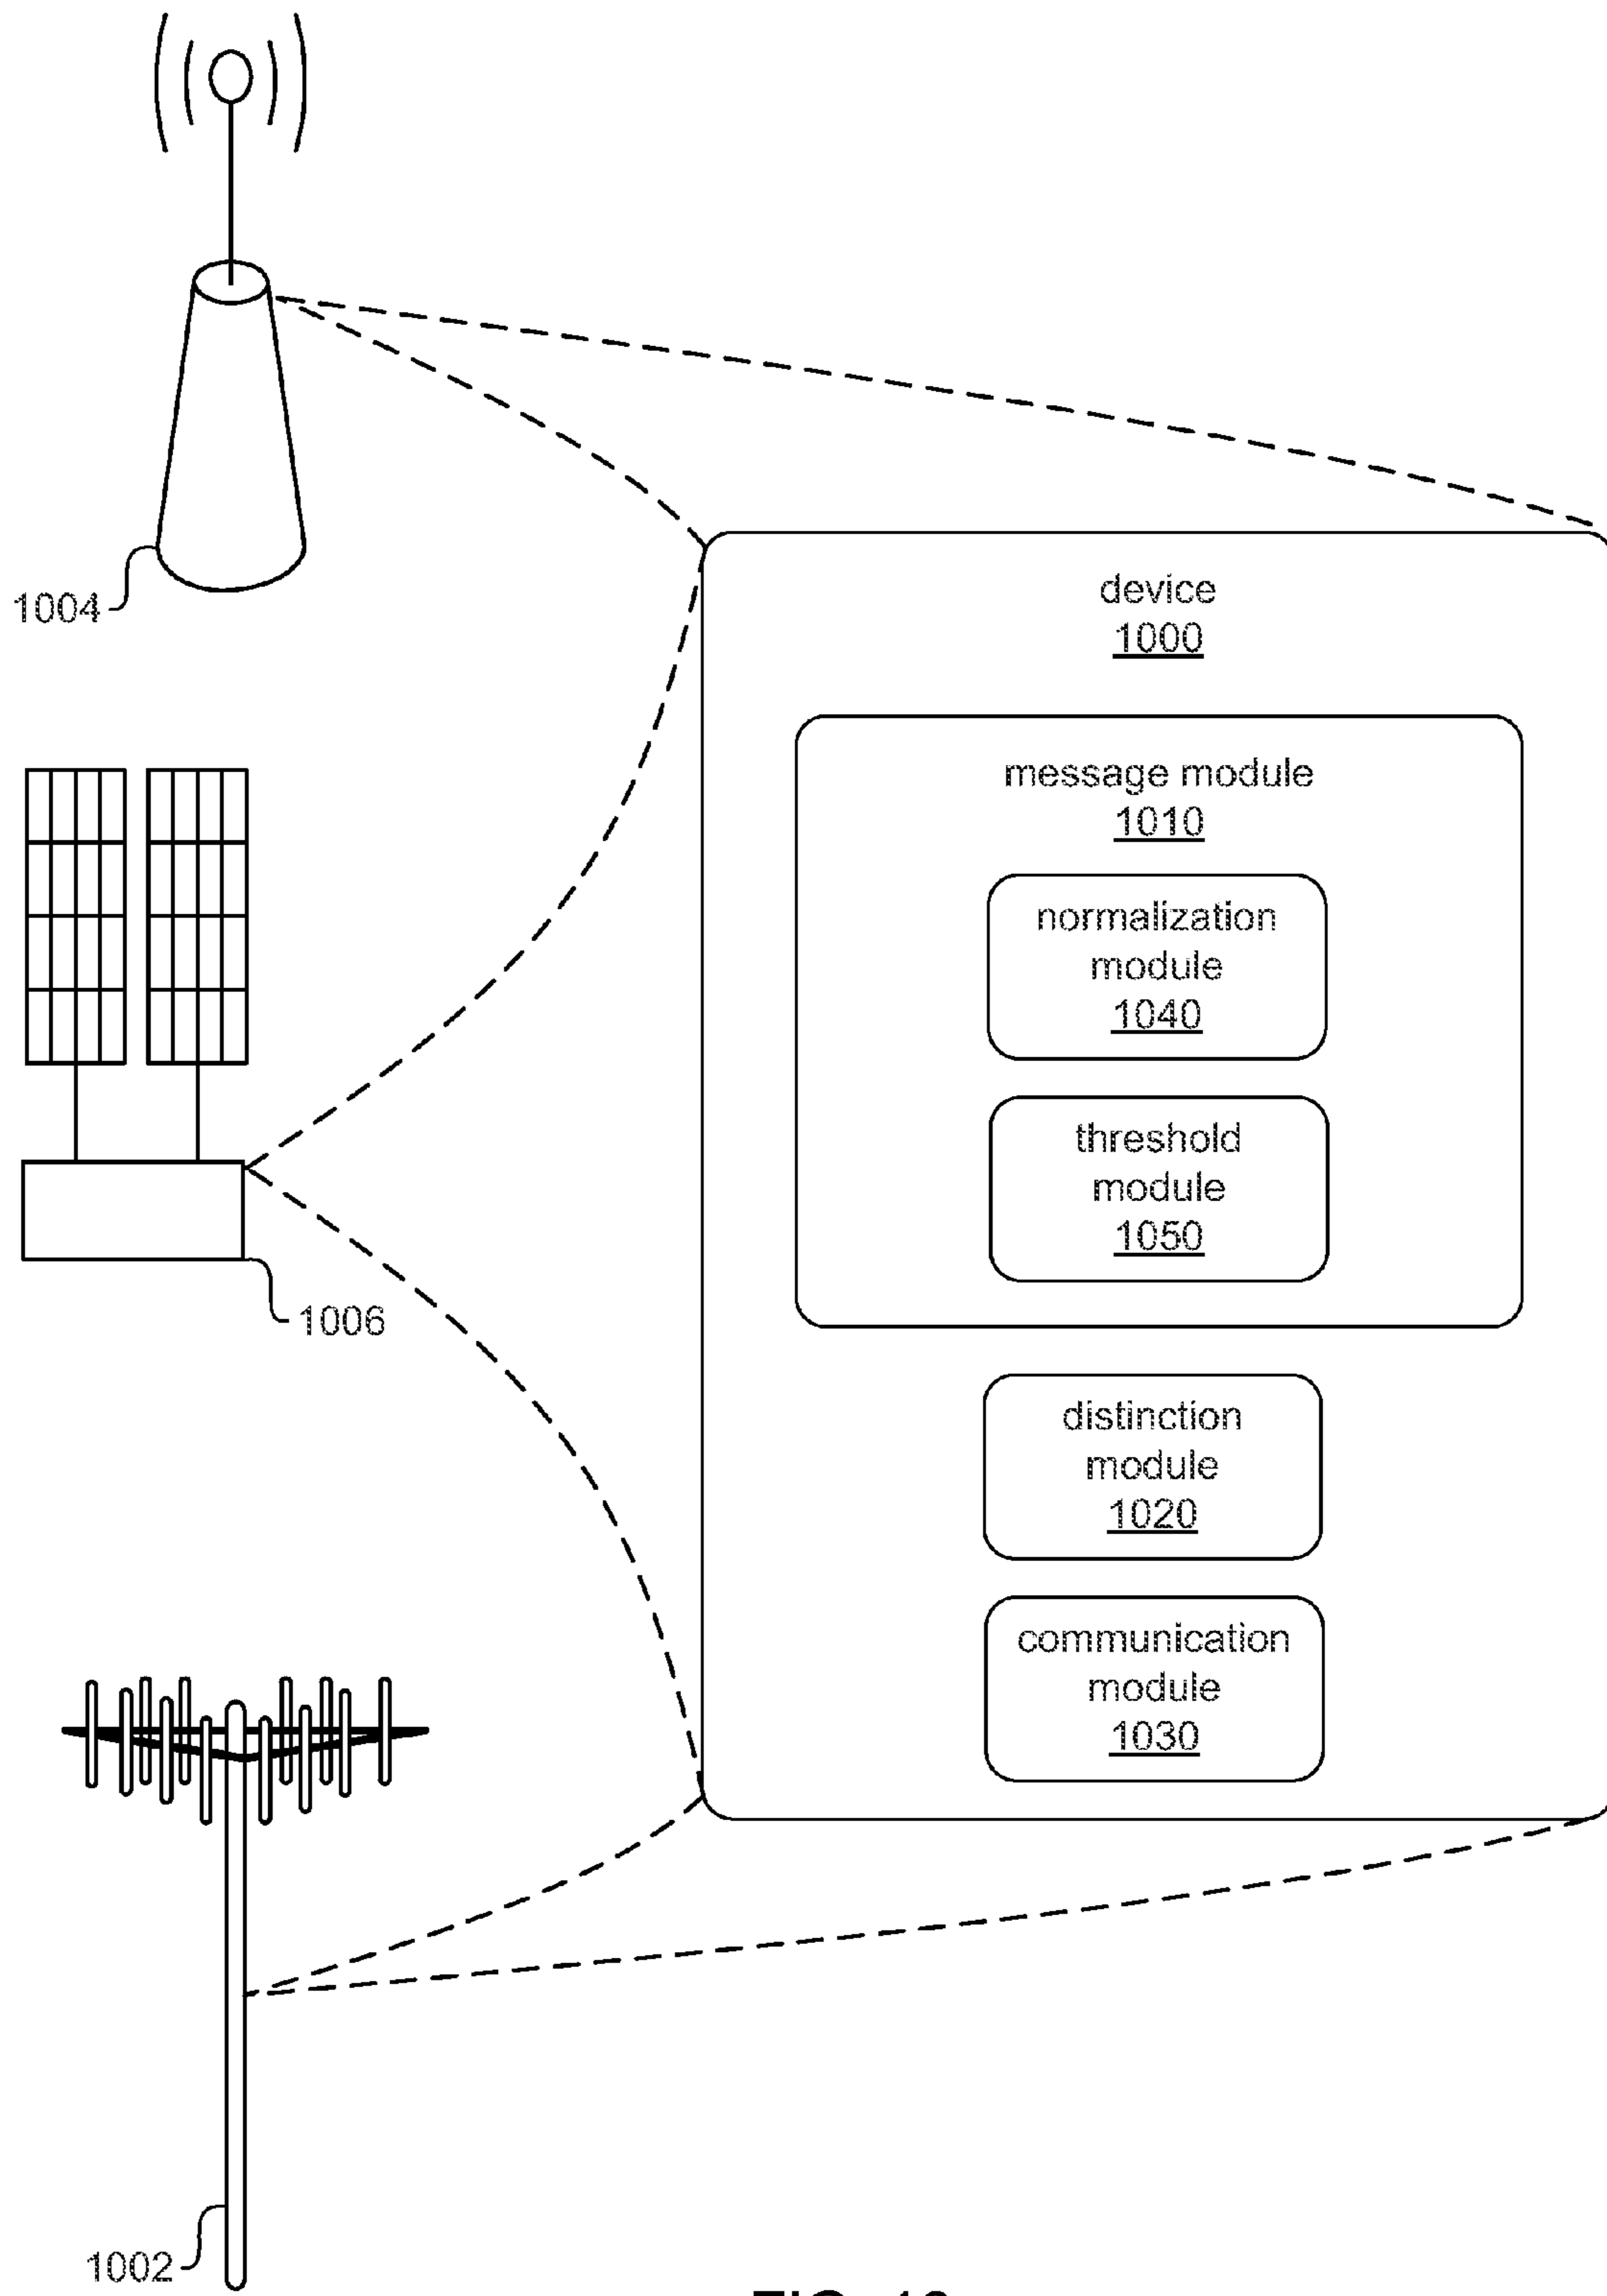 1004
device
1000
message module
1010
normalization
module
1040
threshold
module
1050
1006
distinction
module
1020
communication
module
1030
1002